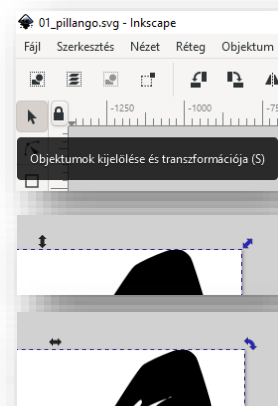 01_pillango.svg - Inkscape
Fájl Szerkesztés Nézet Réteg Objektum
-1250 -1000
Objektumok kijelölése és transzformációja (S)